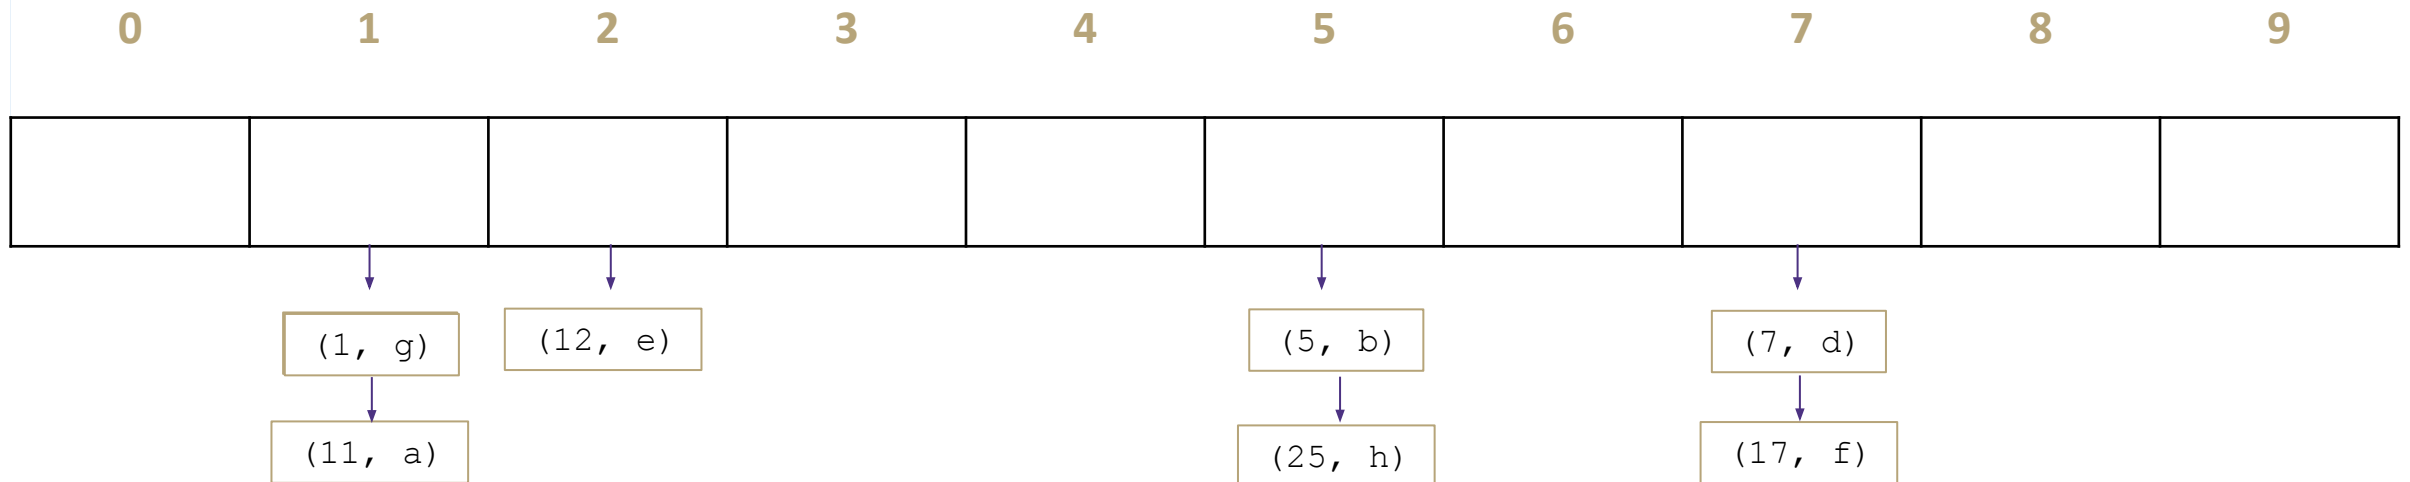 0 1 2 3 4 5 6 7 8 9
(1, g) (12, e) (5, b) (7, d)
(11, a) (25, h) (17, f)